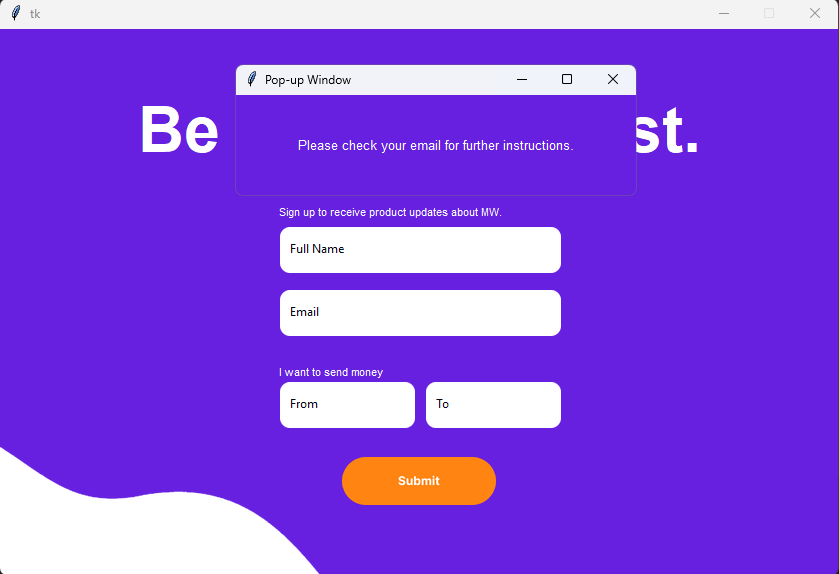 tk
Pop-up Window
Be
st.
Please check your email for further instructions.
Sign up to receive product updates about MW.
Full Name
Email
I want to send money
From To
Submit